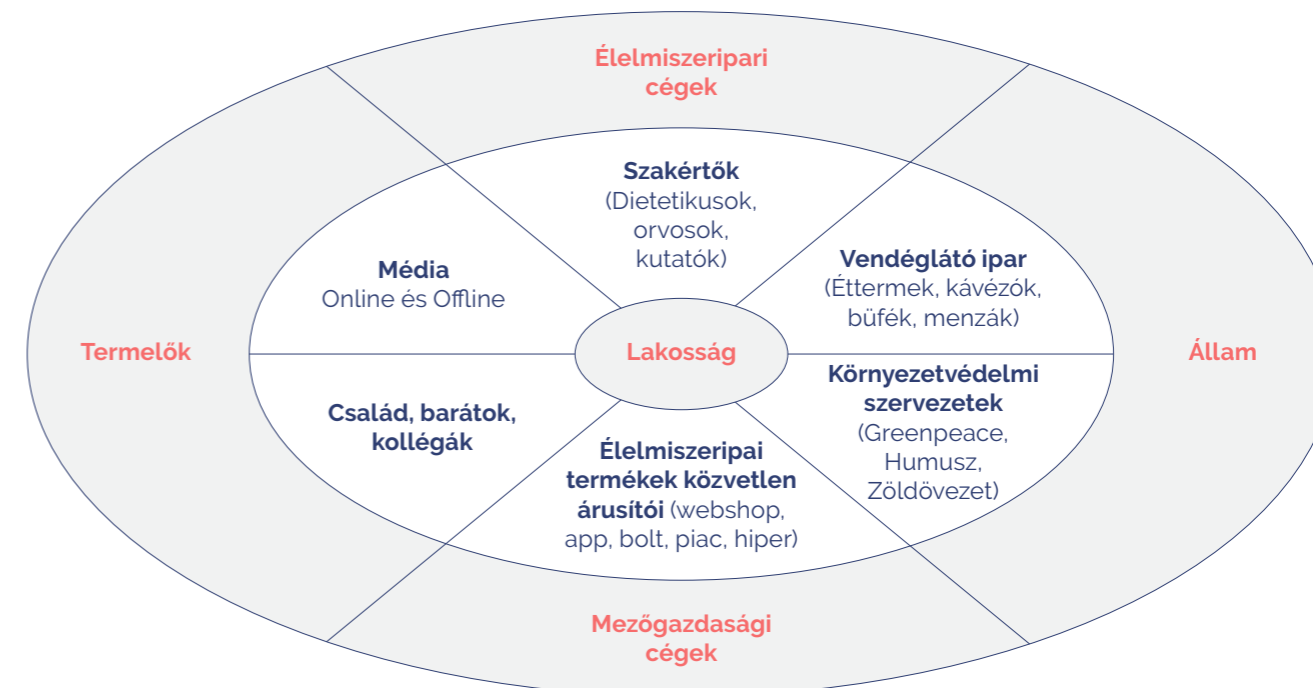 Élelmiszeripari
cégek
Szakértők
(Dietetikusok,
orvosok,
kutatók)
Média
Online és Offline
Vendéglátó ipar
(Éttermek, kávézók,
büfék, menzák)
Termelők
Lakosság
Állam
Család, barátok,
kollégák
Élelmiszeripai
termékek közvetlen
árusítói (webshop,
app, bolt, piac, hiper)
Környezetvédelmi
szervezetek
(Greenpeace,
Humusz,
Zöldövezet)
Mezőgazdasági
cégek